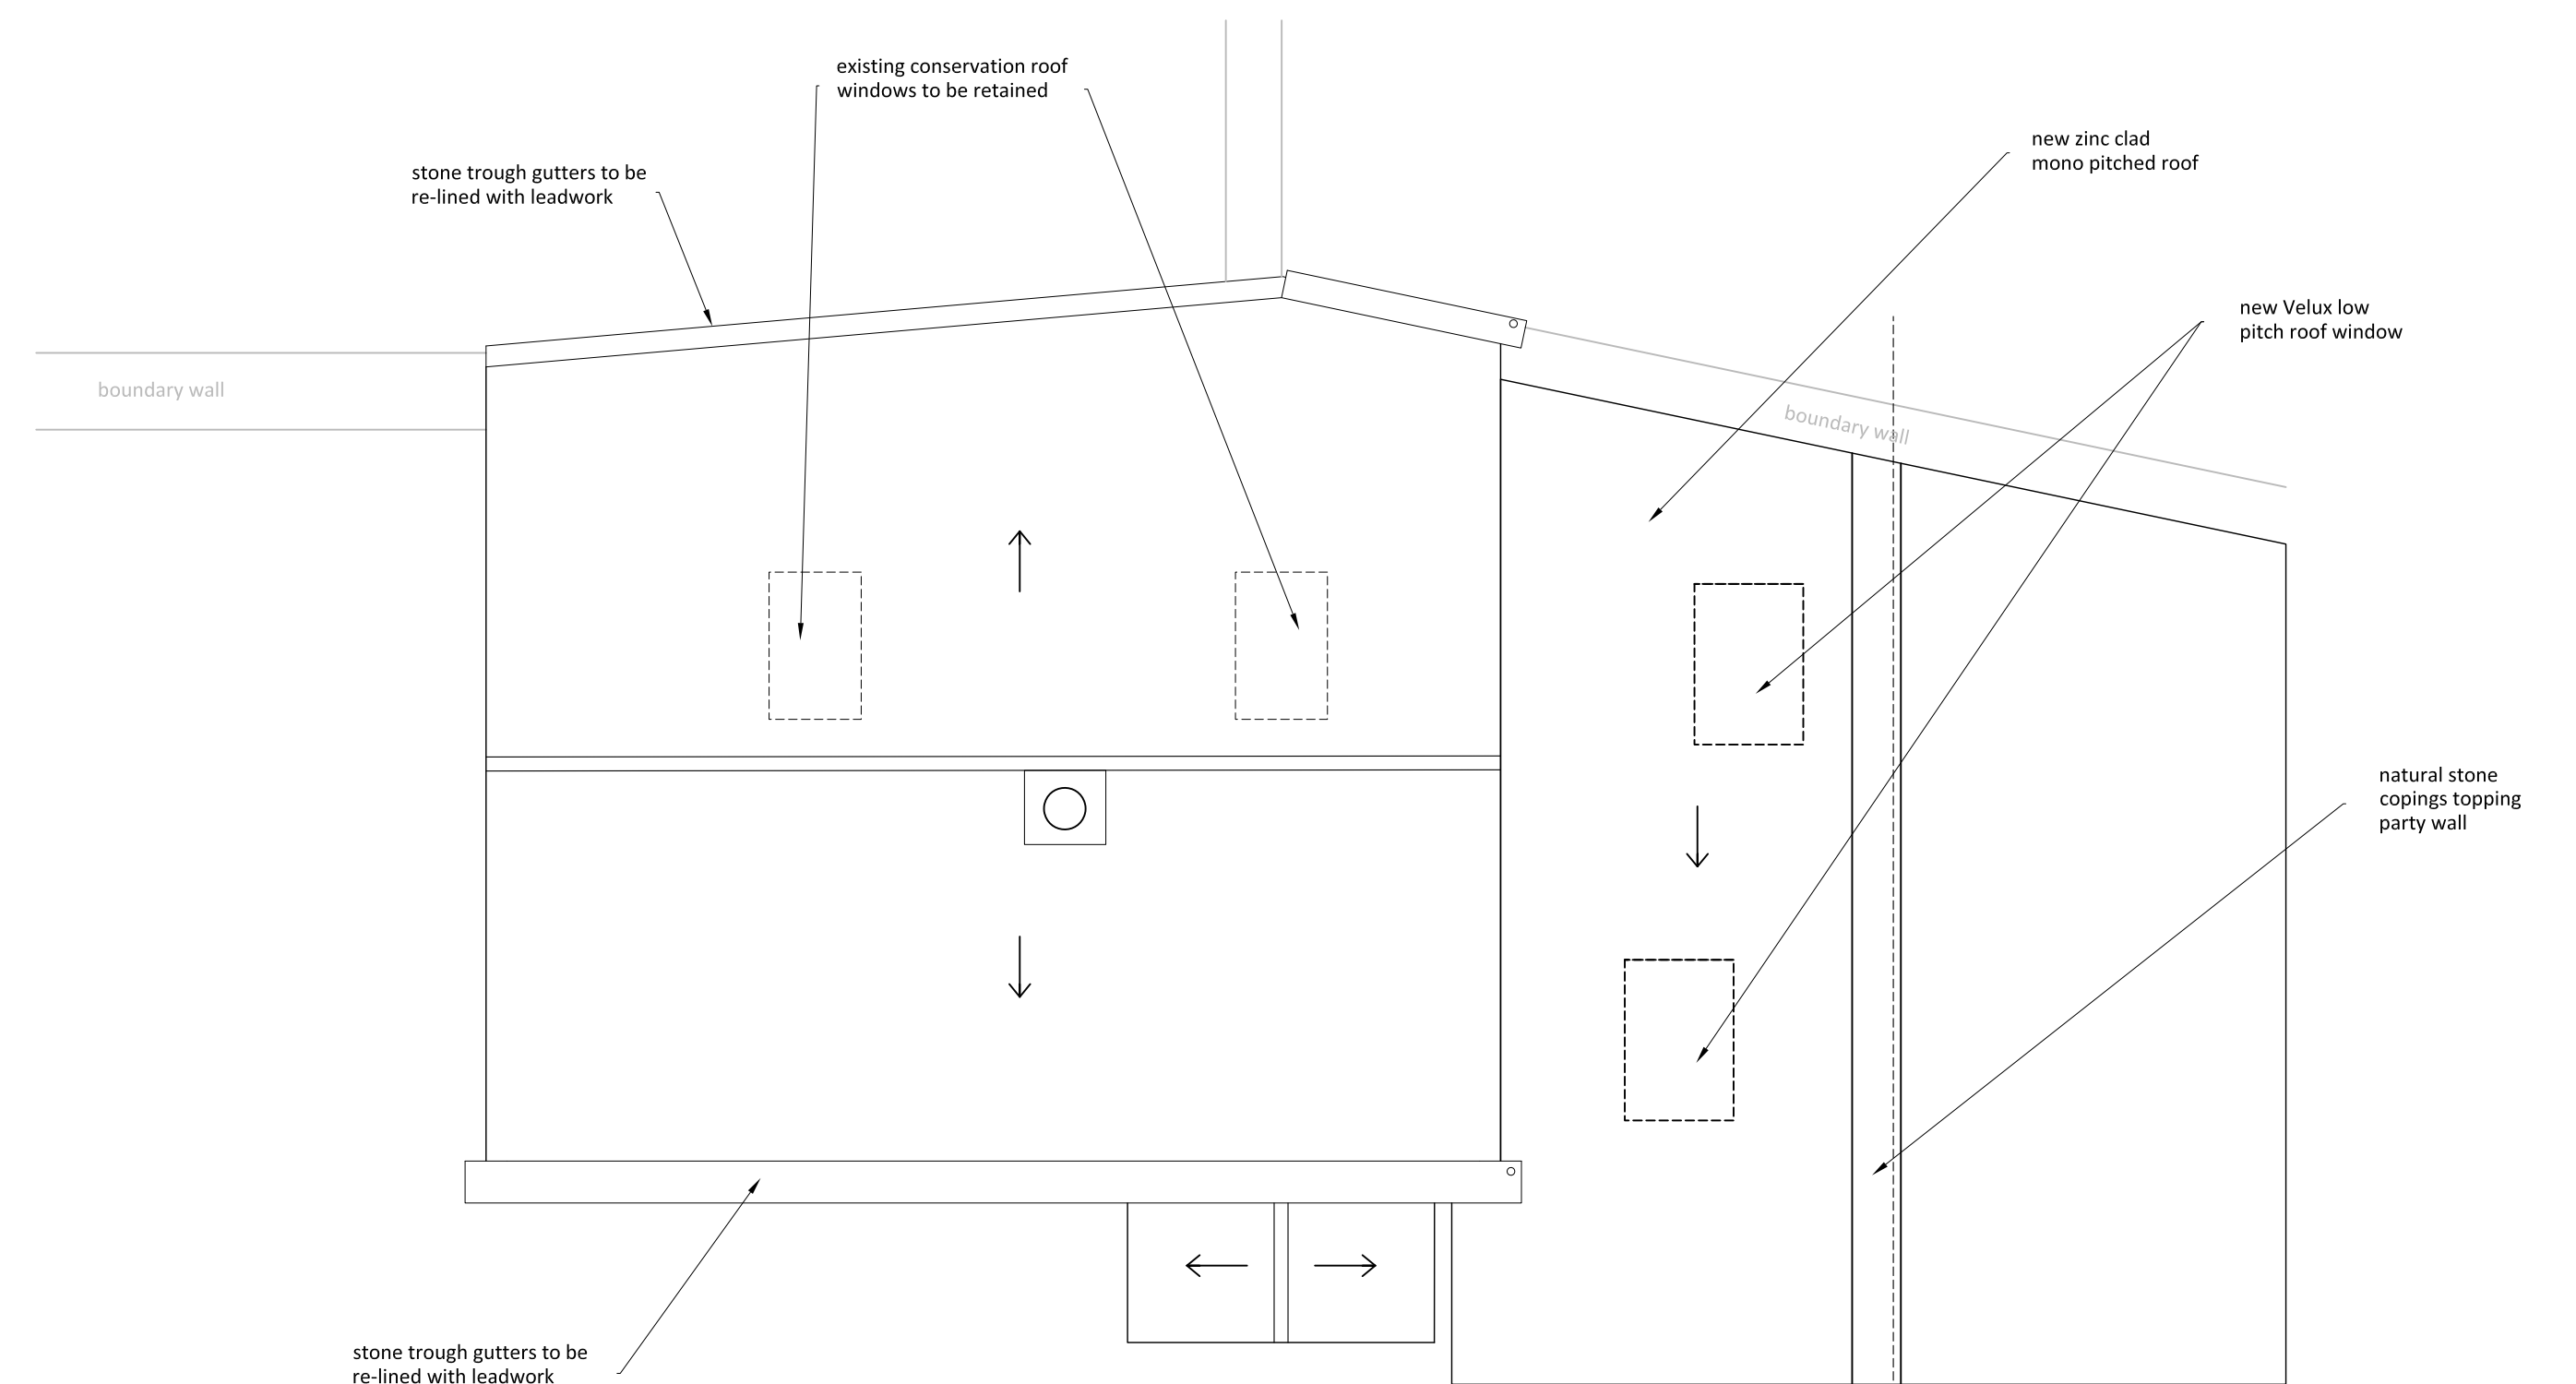 existing conservation roof
windows to be retained
new zinc clad
mono pitched roof
stone trough gutters to be
re-lined with leadwork
new Velux low
pitch roof window
boundary wall
boundary wall
natural stone
copings topping
party wall
stone trough gutters to be
re-lined with leadwork